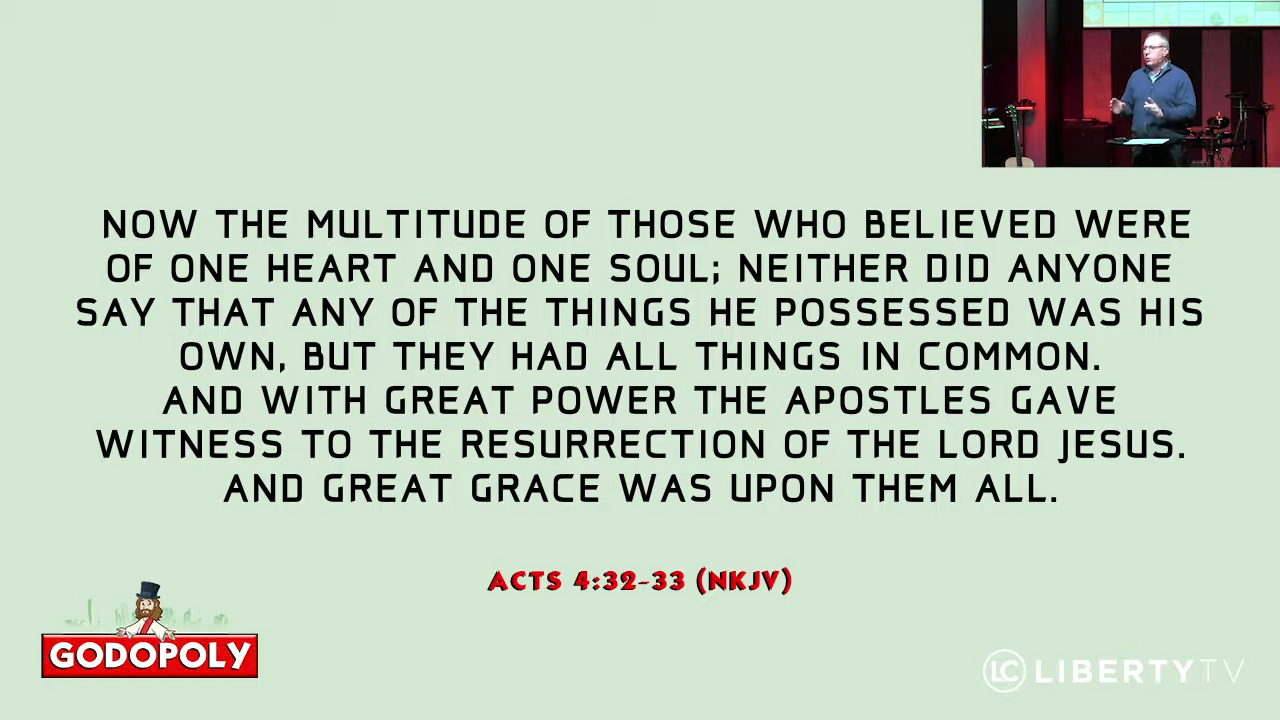 NOW THE MULTITUDE OF THOSE WHO BELIEVED WERE
OF ONE HEART AND ONE SOUL; NEITHER DID ANYONE
SAY THAT ANY OF THE THINGS HE POSSESSED WAS HIS
OWN, BUT THEY HAD ALL THINGS IN COMMON.
AND WITH GREAT POWER THE APOSTLES GAVE
WITNESS TO THE RESURRECTION OF THE LORD JESUS.
AND GREAT GRACE WAS UPON THEM ALL.
ACTS 4:32-33 (NKJV)
GODOPOLY
LC LIBERTYTV